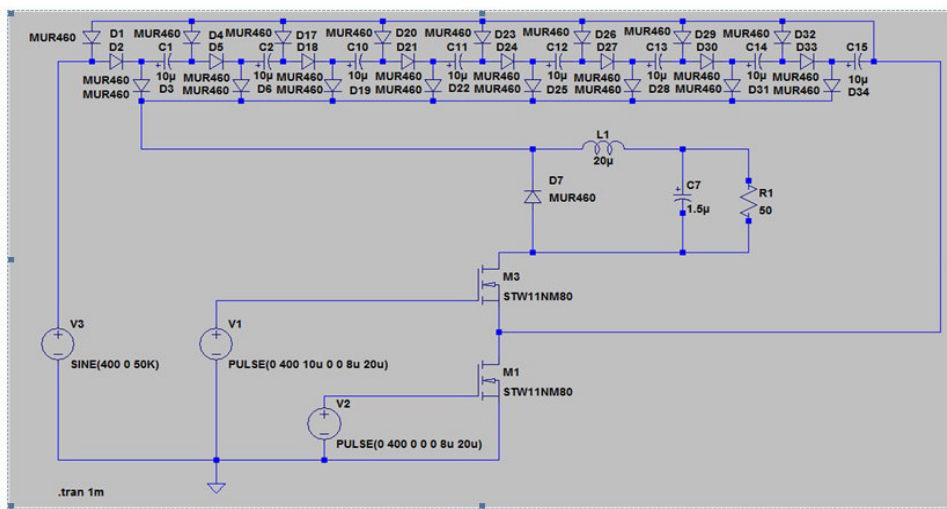 D1 D4 D17 D20 D23 D26 D29 D32
MUR460 MUR460 MUR460 MUR460 MUR460 MUR460 MUR460 MUR460
D2 C1 D5 C2 D18 C10 D21 C11 D24 C12 D27 C13 D30 C14 D33 C15
MUR460 10µ MUR460 10µ MUR460 10µ MUR460 10µ MUR460 10µ MUR460 10µ MUR460 10µ MUR460 10µ
MUR460 D3 MUR460 D6 MUR460 D19 MUR460 D22 MUR460 D25 MUR460 D28 MUR460 D31 MUR460 D34
L1
20µ
D7
MUR460
C7
1.5µ
R1
50
M3
STW11NM80
V3
SINE(400 0 50K)
V1
PULSE(0 400 10u 0 0 8u 20u)
M1
STW11NM80
V2
PULSE(0 400 0 0 0 8u 20u)
.tran 1m